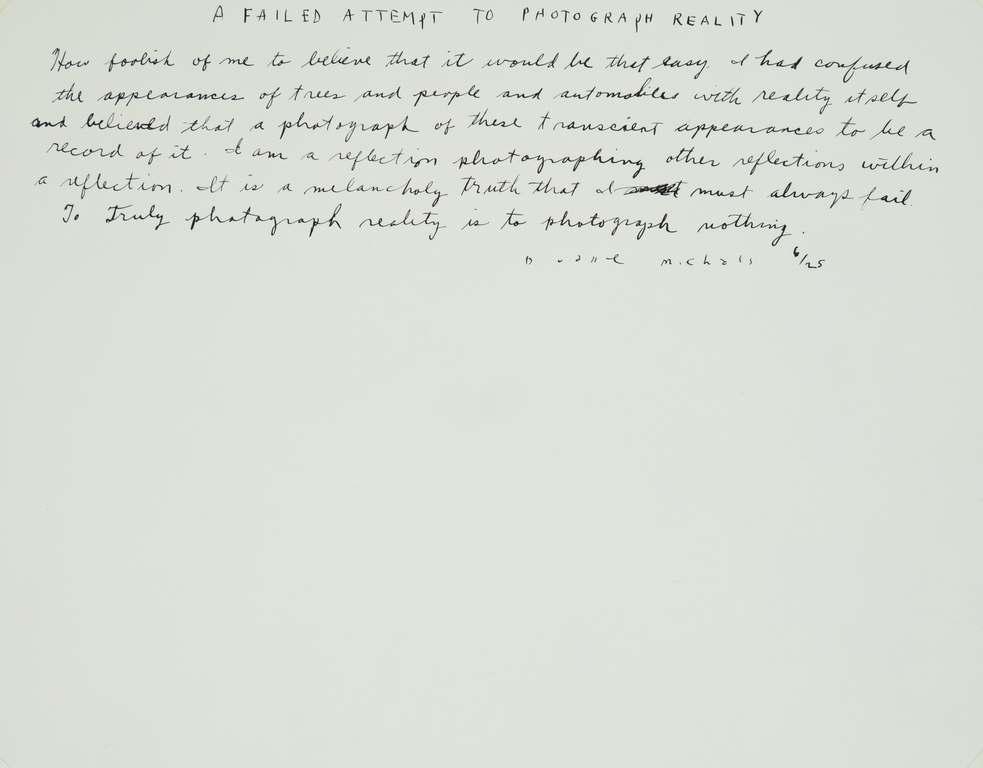 A FAILED ATTEMPT TO PHOTOGRAPH REALITY
How foolish of me to believe that it would be that easy. I had confused
the appearances of trees and people and automobiles with reality itself
and believed that a photograph of these transcient appearances to be a
record of it. I am a reflection photographing other reflections within
a reflection. It is a melancholy truth that I must always fail.
To Truly photograph reality is to photograph nothing.
Duane Michals 6/25